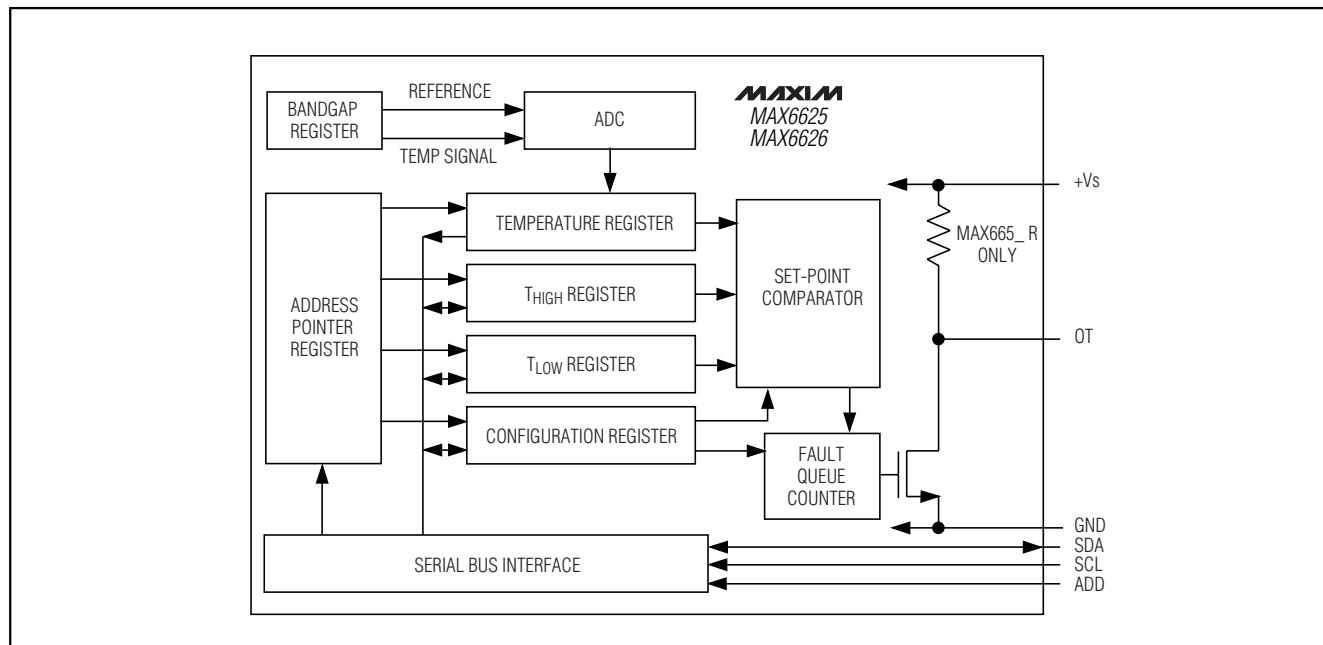 BANDGAP
REGISTER
REFERENCE
TEMP SIGNAL
ADC
MAXIM
MAX6625
MAX6626
+Vs
TEMPERATURE REGISTER
MAX665_ R
ONLY
THIGH REGISTER
SET-POINT
COMPARATOR
ADDRESS
POINTER
REGISTER
OT
TLOW REGISTER
CONFIGURATION REGISTER
FAULT
QUEUE
COUNTER
GND
SDA
SERIAL BUS INTERFACE
SCL
ADD